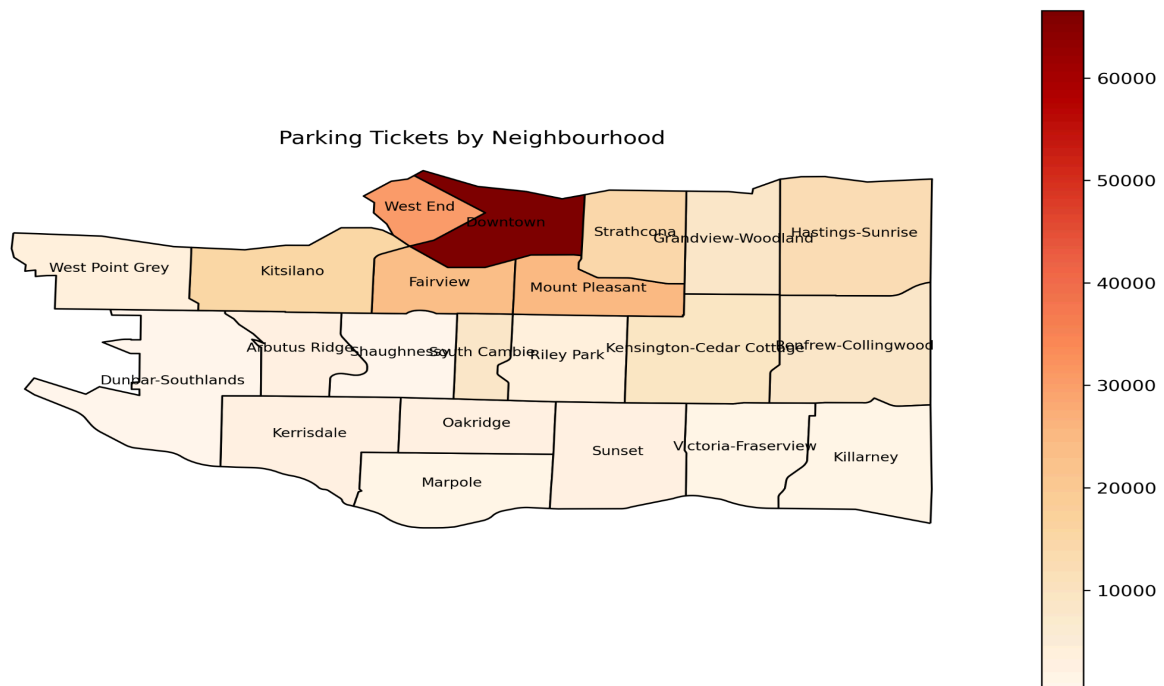 60000
Parking Tickets by Neighbourhood
50000
West End
Downtown
Strathcona
Grandview-Woodland
Hastings-Sunrise
40000
West Point Grey
Kitsilano
Fairview
Mount Pleasant
Arbutus Ridge
Shaughnessy
South Cambie
Riley Park
Kensington-Cedar Cottage
Renfrew-Collingwood
Dunbar-Southlands
30000
Kerrisdale
Oakridge
Sunset
Victoria-Fraserview
Killarney
Marpole
20000
10000